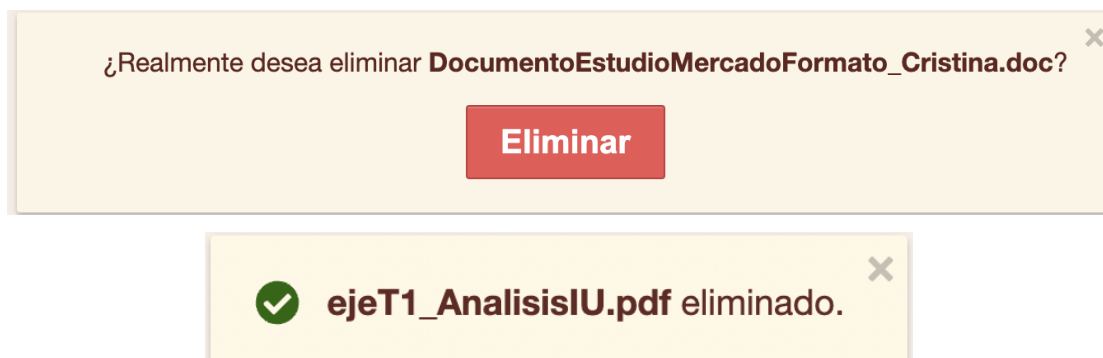 ¿Realmente desea eliminar DocumentoEstudioMercadoFormato_Cristina.doc?
Eliminar
ejeT1_AnalisisIU.pdf eliminado.